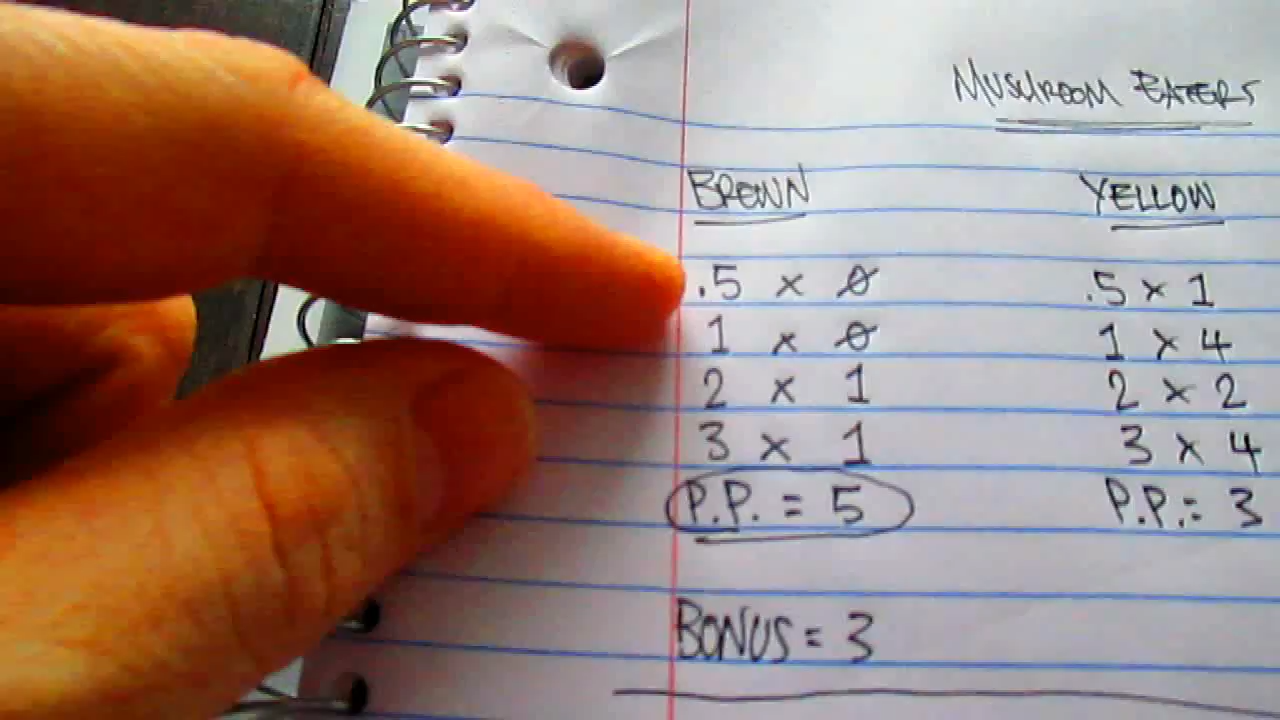 MUSHROOM EATERS
BROWN YELLOW
.5 x 0 .5 x 1
1 x 0 1 x 4
2 x 1 2 x 2
3 x 1 3 x 4
P.P. = 5 P.P. = 3
BONUS = 3